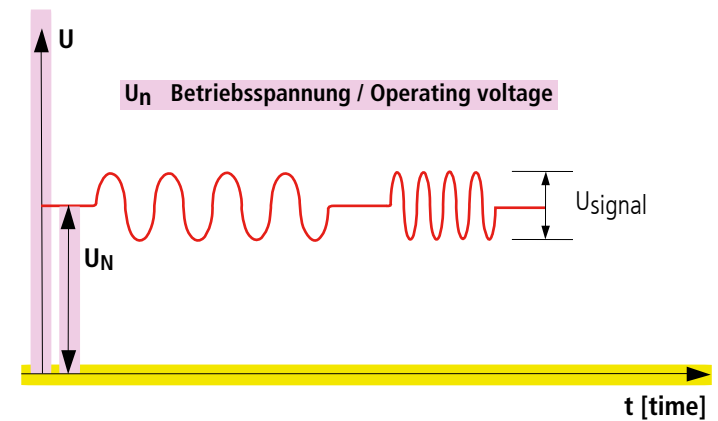 U
Un Betriebsspannung / Operating voltage
Usignal
UN
t [time]